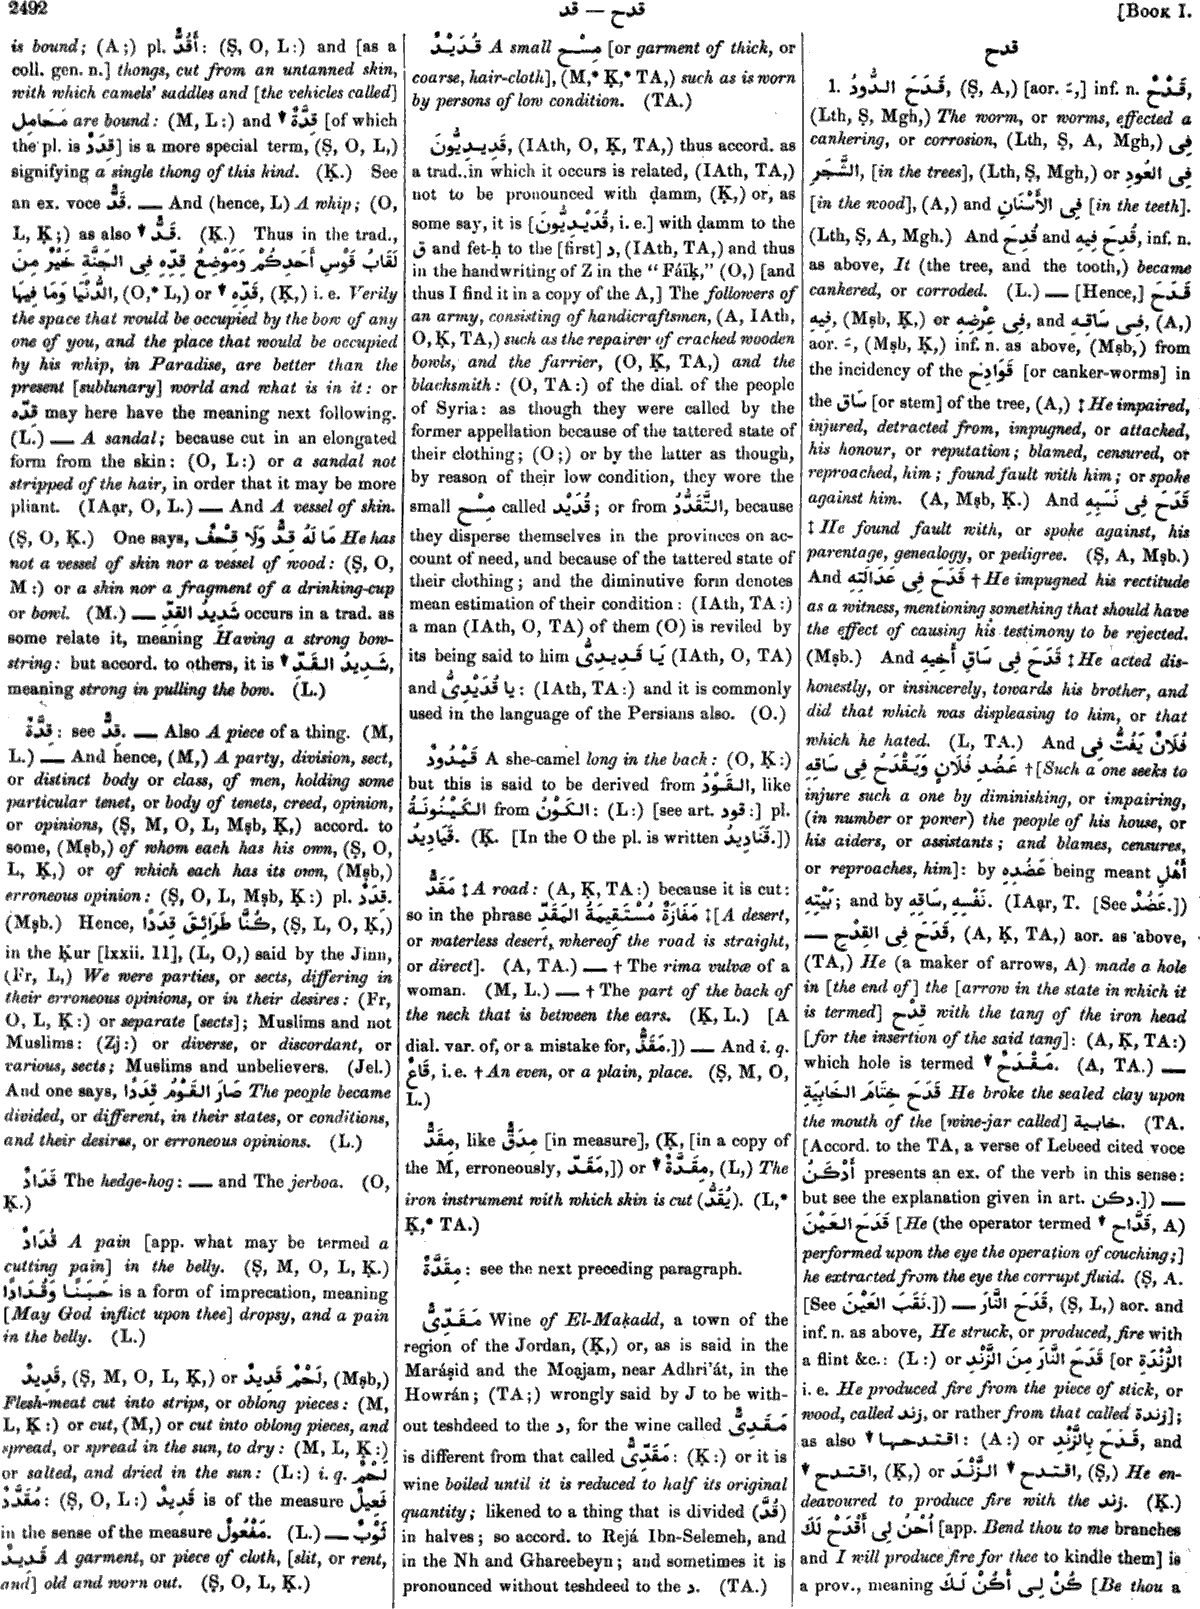 2492
قد — قدح
[BOOK I.
is bound; (A;) pl. أَقُدٌّ: (Ṣ, O, L:) and [as a
coll. gen. n.] thongs, cut from an untanned skin,
with which camels' saddles and [the vehicles called]
مَحَامِل are bound: (M, L:) and ▼ قِدَّةٌ [of which
the pl. is قِدَدٌ] is a more special term, (Ṣ, O, L,)
signifying a single thong of this kind. (Ḳ.) See
an ex. voce قَدٌّ. — And (hence, L) A whip; (O,
L, Ḳ;) as also ▼ قَدٌّ. (Ḳ.) Thus in the trad.,
لَقَابُ قَوْسِ أَحَدِكُمْ وَمَوْضِعُ قِدِّهِ فِى الجَنَّةِ خَيْرٌ مِنَ
الدُّنْيَا وَمَا فِيهَا, (O,* L,) or ▼ قَدِّهِ, (Ḳ,) i. e. Verily
the space that would be occupied by the bow of any
one of you, and the place that would be occupied
by his whip, in Paradise, are better than the
present [sublunary] world and what is in it: or
قِدِّه may here have the meaning next following.
(L.) — A sandal; because cut in an elongated
form from the skin: (O, L:) or a sandal not
stripped of the hair, in order that it may be more
pliant. (IAạr, O, L.) — And A vessel of skin.
(Ṣ, O, Ḳ.) One says, مَا لَهُ قِدٌّ وَلَا قِحْفٌ He has
not a vessel of skin nor a vessel of wood: (Ṣ, O,
M:) or a skin nor a fragment of a drinking-cup
or bowl. (M.) — شَدِيدُ القِدِّ occurs in a trad. as
some relate it, meaning Having a strong bow-
string: but accord. to others, it is ▼ شَدِيدُ القَدِّ,
meaning strong in pulling the bow. (L.)
قِدَّةٌ: see قِدٌّ. — Also A piece of a thing. (M,
L.) — And hence, (M,) A party, division, sect,
or distinct body or class, of men, holding some
particular tenet, or body of tenets, creed, opinion,
or opinions, (Ṣ, M, O, L, Mṣb, Ḳ,) accord. to
some, (Mṣb,) of whom each has his own, (Ṣ, O,
L, Ḳ,) or of which each has its own, (Mṣb,)
erroneous opinion: (Ṣ, O, L, Mṣb, Ḳ:) pl. قِدَدٌ.
(Mṣb.) Hence, كُنَّا طَرَائِقَ قِدَدًا, (Ṣ, L, O, Ḳ,)
in the Ḳur [lxxii. 11], (L, O,) said by the Jinn,
(Fr, L,) We were parties, or sects, differing in
their erroneous opinions, or in their desires: (Fr,
O, L, Ḳ:) or separate [sects]; Muslims and not
Muslims: (Zj:) or diverse, or discordant, or
various, sects; Muslims and unbelievers. (Jel.)
And one says, صَارَ القَوْمُ قِدَدًا The people became
divided, or different, in their states, or conditions,
and their desires, or erroneous opinions. (L.)
قَدَادٌ The hedge-hog: — and The jerboa. (O,
Ḳ.)
قُدَادٌ A pain [app. what may be termed a
cutting pain] in the belly. (Ṣ, M, O, L, Ḳ.)
حَبَنًا وَقُدَادًا is a form of imprecation, meaning
[May God inflict upon thee] dropsy, and a pain
in the belly. (L.)
قَدِيدٌ, (Ṣ, M, O, L, Ḳ,) or لَحْمٌ قَدِيدٌ, (Mṣb,)
Flesh-meat cut into strips, or oblong pieces: (M,
L, Ḳ:) or cut, (M,) or cut into oblong pieces, and
spread, or spread in the sun, to dry: (M, L, Ḳ:)
or salted, and dried in the sun: (L:) i. q. لَحْمٌ
مُقَدَّدٌ: (Ṣ, O, L:) قَدِيدٌ is of the measure فَعِيلٌ
in the sense of the measure مَفْعُولٌ. (L.) — ثَوْبٌ
قَدِيدٌ A garment, or piece of cloth, [slit, or rent,
and] old and worn out. (Ṣ, O, L, Ḳ.)
قُدَيْدٌ A small مِسْح [or garment of thick, or
coarse, hair-cloth], (M,* Ḳ,* TA,) such as is worn
by persons of low condition. (TA.)
قَدِيدِيُّونَ, (IAth, O, Ḳ, TA,) thus accord. as
a trad. in which it occurs is related, (IAth, TA,)
not to be pronounced with ḍamm, (Ḳ,) or, as
some say, it is [قُدَيْدِيُّونَ, i. e.] with ḍamm to the
ق and fet-ḥ to the [first] د, (IAth, TA,) and thus
in the handwriting of Z in the "Fáïḳ," (O,) [and
thus I find it in a copy of the A,] The followers of
an army, consisting of handicraftsmen, (A, IAth,
O, Ḳ, TA,) such as the repairer of cracked wooden
bowls, and the farrier, (O, Ḳ, TA,) and the
blacksmith: (O, TA:) of the dial. of the people
of Syria: as though they were called by the
former appellation because of the tattered state of
their clothing; (O;) or by the latter as though,
by reason of their low condition, they wore the
small مِسْح called قُدَيْد; or from التَّقَدُّدُ, because
they disperse themselves in the provinces on ac-
count of need, and because of the tattered state of
their clothing; and the diminutive form denotes
mean estimation of their condition: (IAth, TA:)
a man (IAth, O, TA) of them (O) is reviled by
its being said to him يَا قَدِيدِىُّ (IAth, O, TA)
and يا قُدَيْدِىُّ: (IAth, TA:) and it is commonly
used in the language of the Persians also. (O.)
قَيْدُودٌ A she-camel long in the back: (O, Ḳ:)
but this is said to be derived from القَوْدُ, like
الكَيْنُونَةُ from الكَوْنُ: (L:) [see art. قود:] pl.
قَيَادِيدُ. (Ḳ. [In the O the pl. is written قَنَادِيدُ.])
مَقَدٌّ ‡ A road: (A, Ḳ, TA:) because it is cut:
so in the phrase مَفَازَةٌ مُسْتَقِيمَةُ المَقَدِّ ‡ [A desert,
or waterless desert, whereof the road is straight,
or direct]. (A, TA.) — † The rima vulvæ of a
woman. (M, L.) — † The part of the back of
the neck that is between the ears. (Ḳ, L.) [A
dial. var. of, or a mistake for, مَقَذٌّ.]) — And i. q.
قَاعٌ, i.e. † An even, or a plain, place. (Ṣ, M, O,
L.)
مِقَدٌّ, like مِدَقٌّ [in measure], (Ḳ, [in a copy of
the M, erroneously, مَقَدّ,]) or ▼ مِقَدَّةٌ, (L,) The
iron instrument with which skin is cut (يُقَدُّ). (L,*
Ḳ,* TA.)
مِقَدَّةٌ: see the next preceding paragraph.
مَقَدِّىٌّ Wine of El-Maḳadd, a town of the
region of the Jordan, (Ḳ,) or, as is said in the
Maráṣid and the Moạjam, near Adhri'át, in the
Howrán; (TA;) wrongly said by J to be with-
out teshdeed to the د, for the wine called مَقَدِىٌّ
is different from that called مَقَدِّىٌّ: (Ḳ:) or it is
wine boiled until it is reduced to half its original
quantity; likened to a thing that is divided (قُدَّ)
in halves; so accord. to Rejá Ibn-Selemeh, and
in the Nh and Ghareebeyn; and sometimes it is
pronounced without teshdeed to the د. (TA.)
قدح
1. قَدَحَ الدُّودُ, (Ṣ, A,) [aor. ﹷ,] inf. n. قَدْحٌ,
(Lth, Ṣ, Mgh,) The worm, or worms, effected a
cankering, or corrosion, (Lth, Ṣ, A, Mgh,) فِى
الشَّجَرِ, [in the trees], (Lth, Ṣ, Mgh,) or فِى العُودِ
[in the wood], (A,) and فِى الأَسْنَانِ [in the teeth].
(Lth, Ṣ, A, Mgh.) And قُدِحَ and قُدِحَ فِيهِ, inf. n.
as above, It (the tree, and the tooth,) became
cankered, or corroded. (L.) — [Hence,] قَدَحَ
فِيهِ, (Mṣb, Ḳ,) or فِى عِرْضِهِ, and فِى سَاقِهِ, (A,)
aor. ﹷ, (Mṣb, Ḳ,) inf. n. as above, (Mṣb,) from
the incidency of the قَوَادِح [or canker-worms] in
the سَاق [or stem] of the tree, (A,) ‡ He impaired,
injured, detracted from, impugned, or attacked,
his honour, or reputation; blamed, censured, or
reproached, him; found fault with him; or spoke
against him. (A, Mṣb, Ḳ.) And قَدَحَ فِى نَسَبِهِ
‡ He found fault with, or spoke against, his
parentage, genealogy, or pedigree. (Ṣ, A, Mṣb.)
And قَدَحَ فِى عَدَالَتِهِ † He impugned his rectitude
as a witness, mentioning something that should have
the effect of causing his testimony to be rejected.
(Mṣb.) And قَدَحَ فِى سَاقِ أَخِيهِ ‡ He acted dis-
honestly, or insincerely, towards his brother, and
did that which was displeasing to him, or that
which he hated. (L, TA.) And فُلَانٌ يَفُتُّ فِى
عَضُدِ فُلَانٍ وَيَقْدَحُ فِى سَاقِهِ † [Such a one seeks to
injure such a one by diminishing, or impairing,
(in number or power) the people of his house, or
his aiders, or assistants; and blames, censures,
or reproaches, him]: by عَضُدِهِ being meant أَهْلِ
بَيْتِهِ; and by سَاقِهِ, نَفْسِهِ. (IAạr, T. [See عَضُدٌ.])
— قَدَحَ فِى القِدْحِ, (A, Ḳ, TA,) aor. as above,
(TA,) He (a maker of arrows, A) made a hole
in [the end of] the [arrow in the state in which it
is termed] قِدْح with the tang of the iron head
[for the insertion of the said tang]: (A, Ḳ, TA:)
which hole is termed ▼ مَقْدَحٌ. (A, TA.) —
قَدَحَ خِتَامَ الخَابِيَةِ He broke the sealed clay upon
the mouth of the [wine-jar called] خابية. (TA.
[Accord. to the TA, a verse of Lebeed cited voce
أَدْكَنُ presents an ex. of the verb in this sense:
but see the explanation given in art. دكن.]) —
قَدَحَ العَيْنَ [He (the operator termed ▼ قَدَّاح, A)
performed upon the eye the operation of couching;]
he extracted from the eye the corrupt fluid. (Ṣ, A.
[See نَقَبَ العَيْنَ.]) — قَدَحَ النَّارَ, (Ṣ, L,) aor. and
inf. n. as above, He struck, or produced, fire with
a flint &c.: (L:) or قَدَحَ النَّارَ مِنَ الزَّنْدِ [or الزَّنْدَةِ
i. e. He produced fire from the piece of stick, or
wood, called زند, or rather from that called زندة];
as also ▼ اقتدحها: (A:) or قَدَحَ بِالزَّنْدِ, and
▼ اقتدح, (Ḳ,) or ▼ اقتدح الزَّنْدَ, (Ṣ,) He en-
deavoured to produce fire with the زند. (Ḳ.)
اُحْنُ لِى أَقْدَحْ لَكَ [app. Bend thou to me branches
and I will produce fire for thee to kindle them] is
a prov., meaning كُنْ لِى أَكُنْ لَكَ [Be thou a